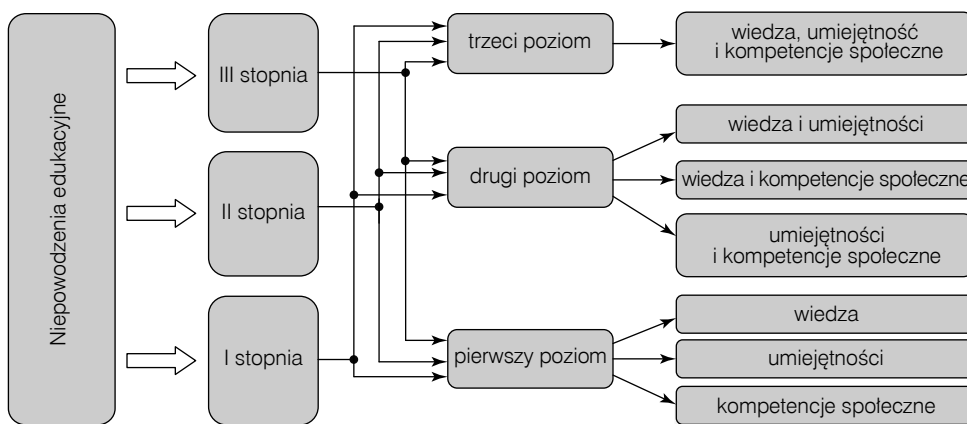 Niepowodzenia edukacyjne
III stopnia
II stopnia
I stopnia
trzeci poziom
drugi poziom
pierwszy poziom
wiedza, umiejętność
i kompetencje społeczne
wiedza i umiejętności
wiedza i kompetencje społeczne
umiejętności
i kompetencje społeczne
wiedza
umiejętności
kompetencje społeczne